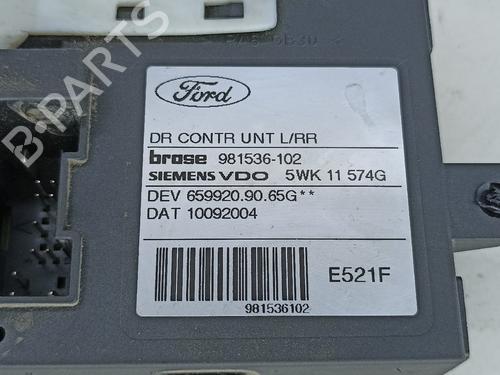 Ford
DR CONTR UNT L/RR
brose 981536-102
SIEMENS VDO 5WK 11 574G
DEV 659920.90.65G**
DAT 10092004
E521F
981536102
B-PARTS